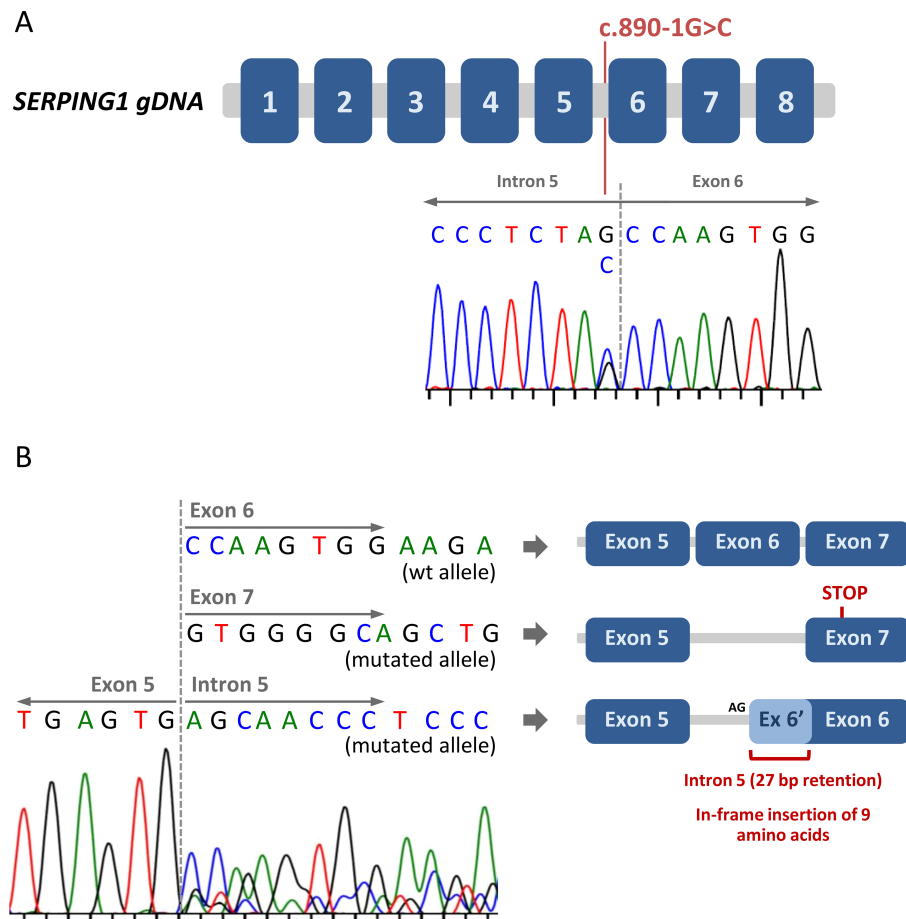 A
c.890-1G>C
SERPING1 gDNA 1 2 3 4 5 6 7 8
Intron 5 Exon 6
C C C T C T A G C C A A G T G G
C
B
Exon 6
C C A A G T G G A A G A
(wt allele)
Exon 5 Exon 6 Exon 7
Exon 7
G T G G G G C A G C T G
(mutated allele)
STOP
Exon 5 Exon 7
Exon 5 Intron 5
T G A G T G A G C A A C C C T C C C
(mutated allele)
AG
Exon 5 Ex 6’ Exon 6
Intron 5 (27 bp retention)
In-frame insertion of 9
amino acids